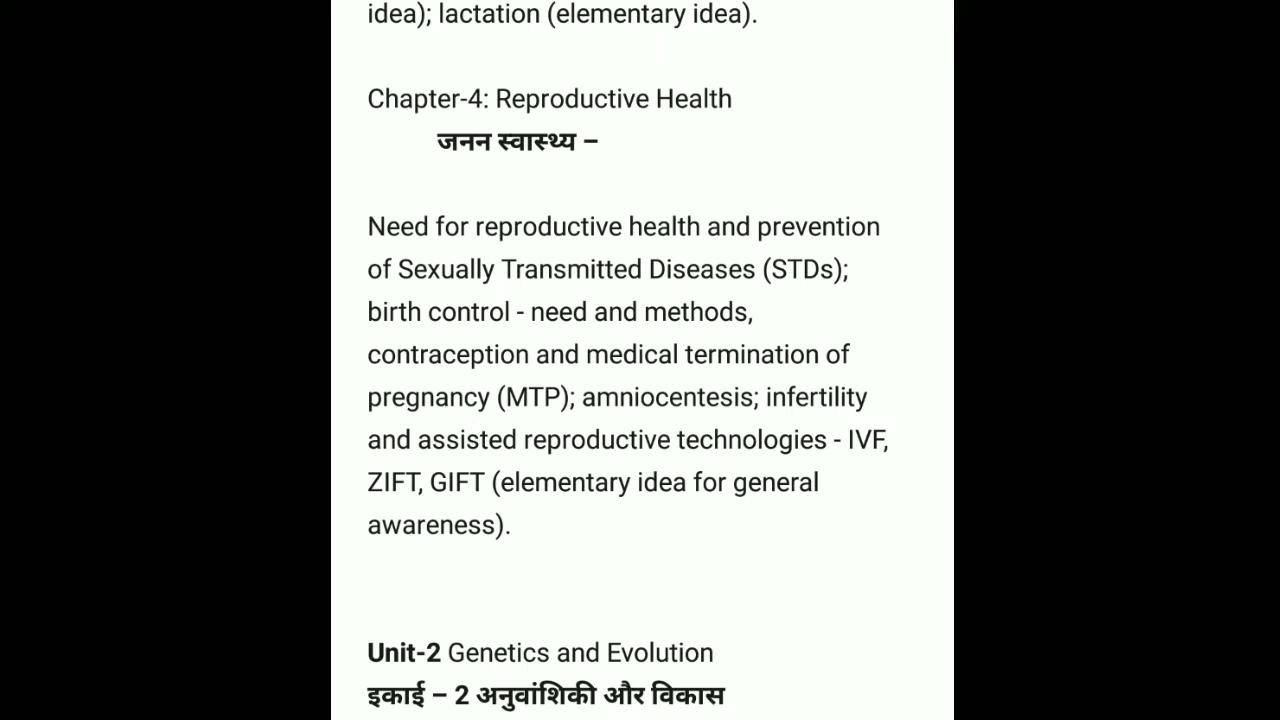 idea); lactation (elementary idea).
Chapter-4: Reproductive Health
जनन स्वास्थ्य –
Need for reproductive health and prevention
of Sexually Transmitted Diseases (STDs);
birth control - need and methods,
contraception and medical termination of
pregnancy (MTP); amniocentesis; infertility
and assisted reproductive technologies - IVF,
ZIFT, GIFT (elementary idea for general
awareness).
Unit-2 Genetics and Evolution
इकाई – 2 अनुवांशिकी और विकास